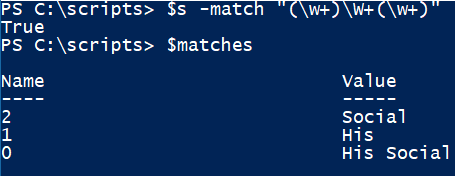 PS C:\scripts> $s -match "(\w+)\W+(\w+)"
True
PS C:\scripts> $matches
Name Value
---- -----
2 Social
1 His
0 His Social